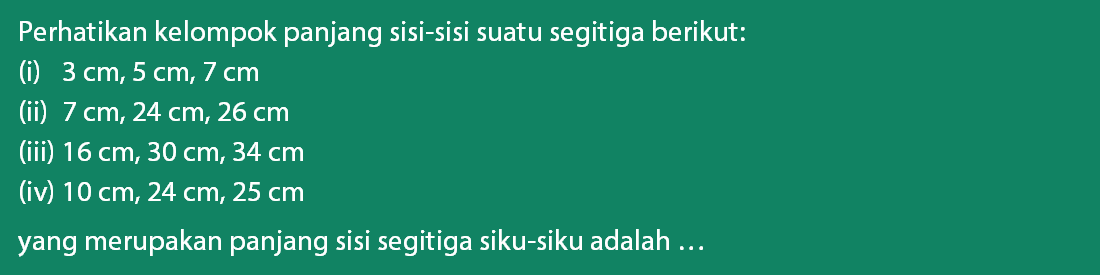 Perhatikan kelompok panjang sisi-sisi suatu segitiga berikut:
(i) 3 cm, 5 cm, 7 cm
(ii) 7 cm, 24 cm, 26 cm
(iii) 16 cm, 30 cm, 34 cm
(iv) 10 cm, 24 cm, 25 cm
yang merupakan panjang sisi segitiga siku-siku adalah …